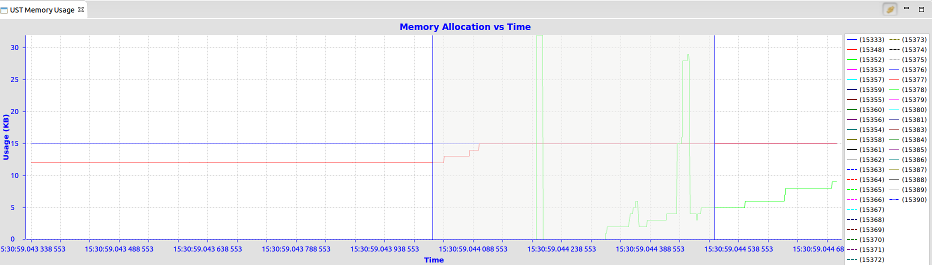 UST Memory Usage
Memory Allocation vs Time
Usage (KB)
30
25
20
15
10
5
0
15:30:59.043 338 553
15:30:59.043 488 553
15:30:59.043 638 553
15:30:59.043 788 553
15:30:59.043 938 553
15:30:59.044 088 553
15:30:59.044 238 553
15:30:59.044 388 553
15:30:59.044 538 553
15:30:59.044 68
Time
(15333) (15373)
(15348) (15374)
(15352) (15375)
(15353) (15376)
(15357) (15377)
(15359) (15378)
(15355) (15379)
(15360) (15380)
(15356) (15381)
(15354) (15383)
(15358) (15384)
(15361) (15385)
(15362) (15386)
(15363) (15387)
(15364) (15388)
(15365) (15389)
(15366) (15390)
(15367)
(15368)
(15369)
(15370)
(15371)
(15372)